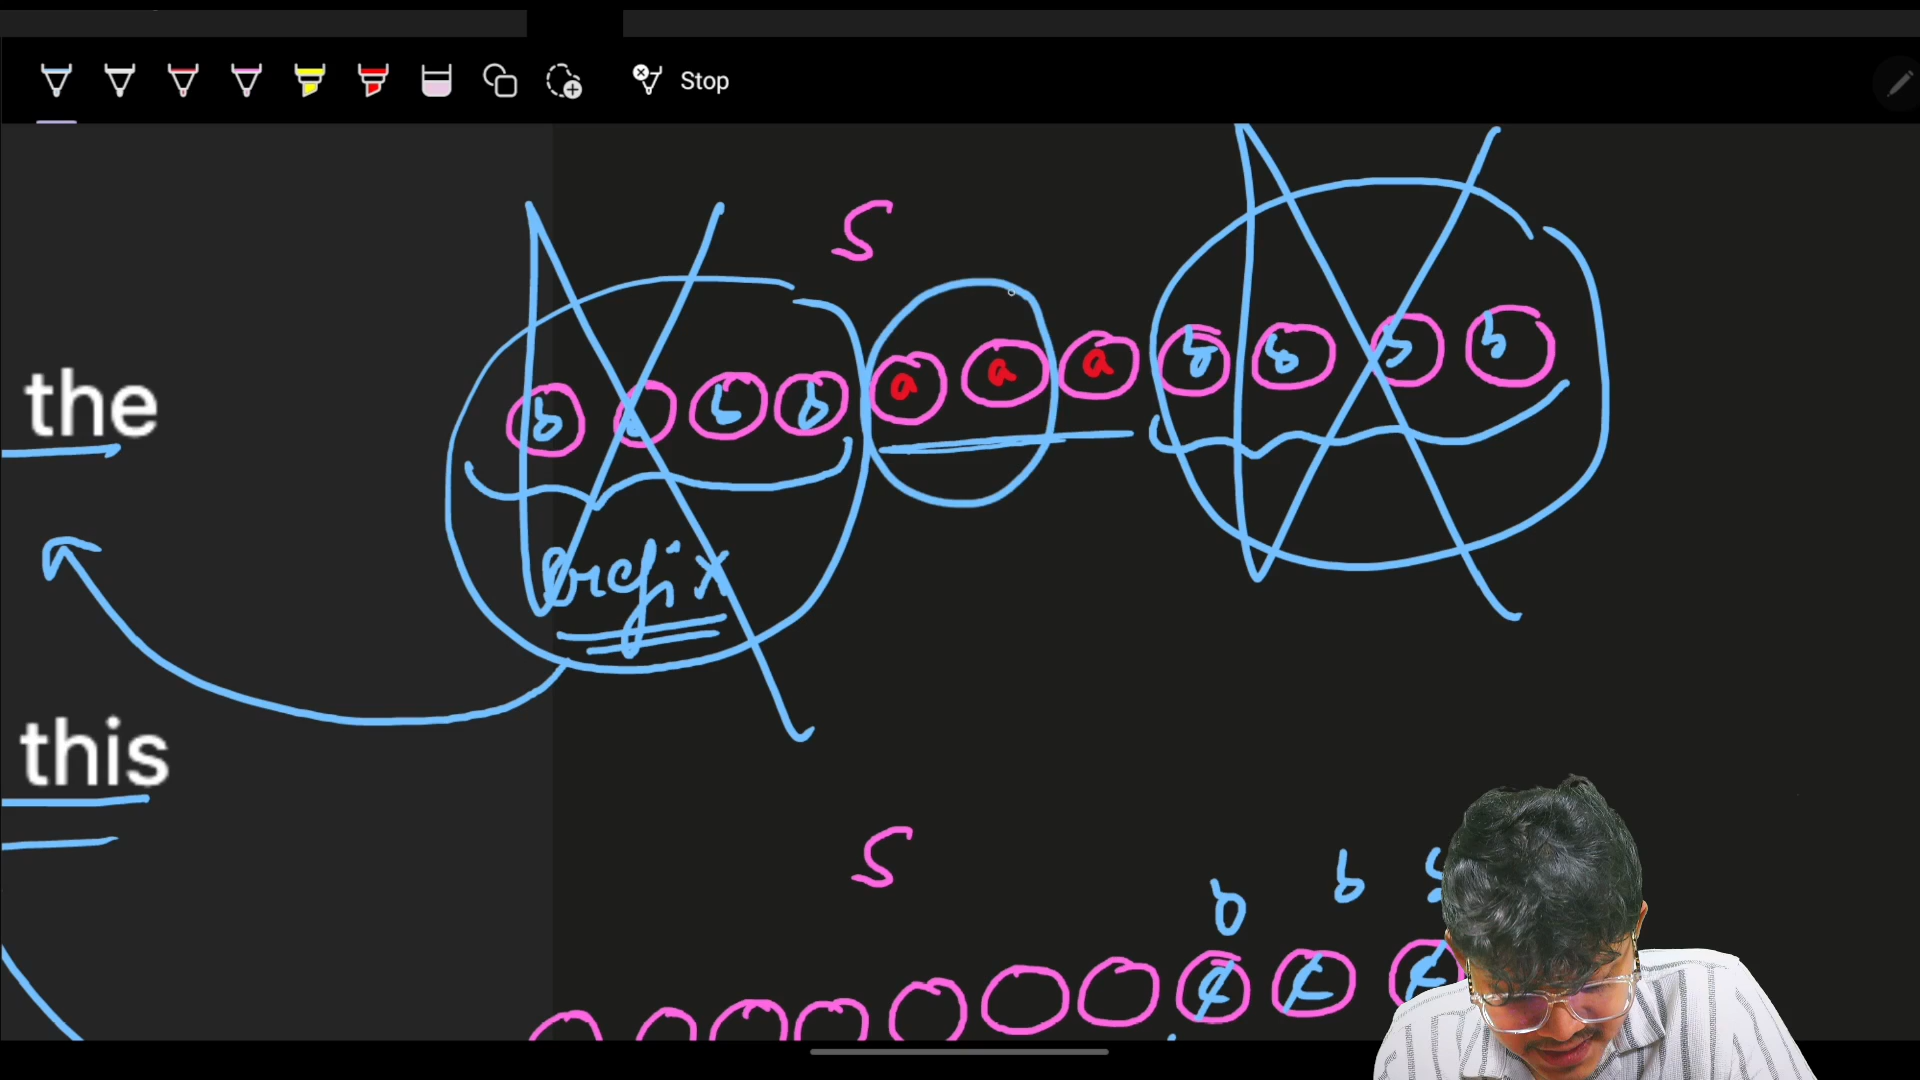 Stop
S
b b b b a a a b b b b
the
prefix
this
S
b b
c c c